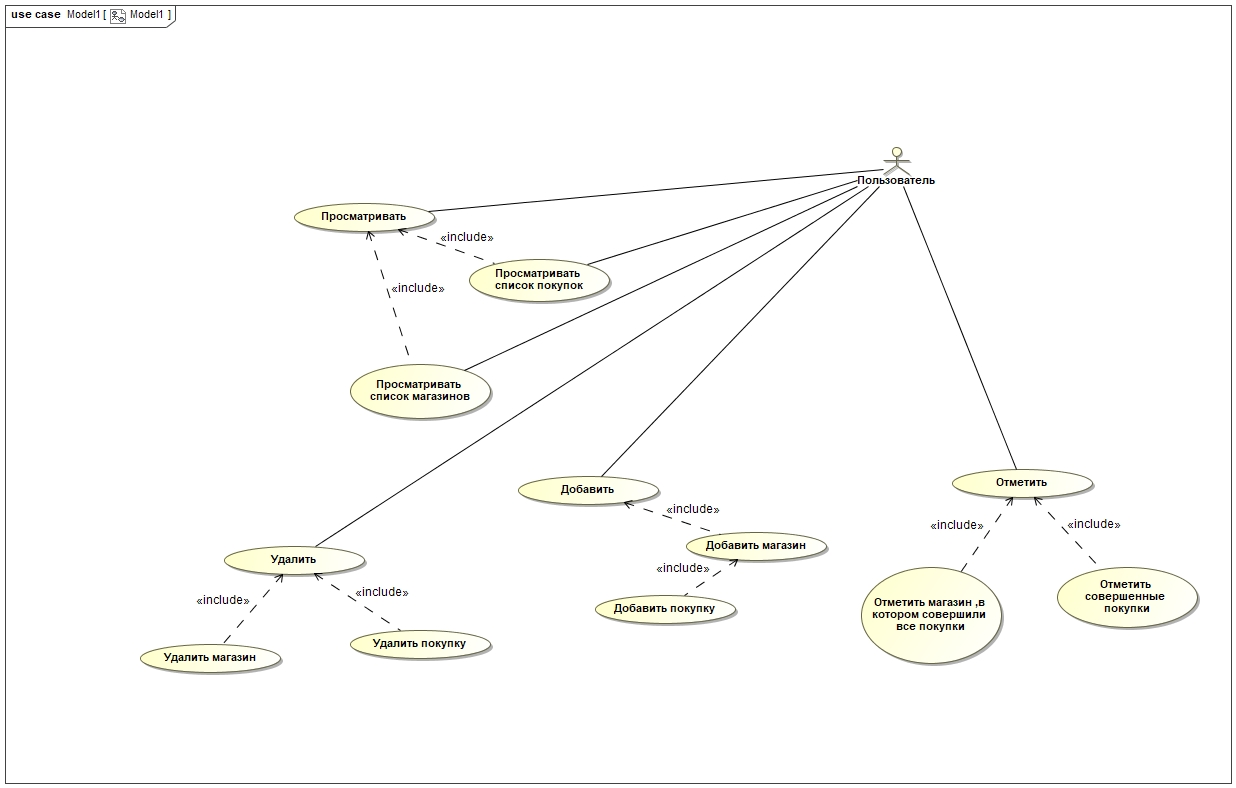 use case Model1 [ Model1 ]
Пользователь
Просматривать
«include»
Просматривать
список покупок
«include»
Просматривать
список магазинов
Отметить
Добавить
«include»
«include»
«include»
Добавить магазин
Удалить
«include»
Отметить
совершенные
покупки
«include»
«include»
Отметить магазин ,в
котором совершили
все покупки
Добавить покупку
Удалить покупку
Удалить магазин